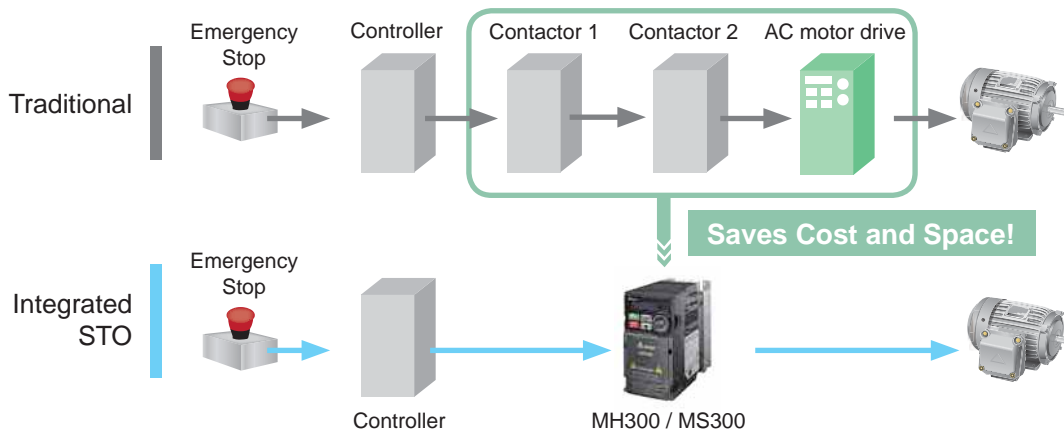 Emergency
Stop
Controller
Contactor 1
Contactor 2
AC motor drive
Traditional
Saves Cost and Space!
Emergency
Stop
Integrated
STO
Controller
MH300 / MS300